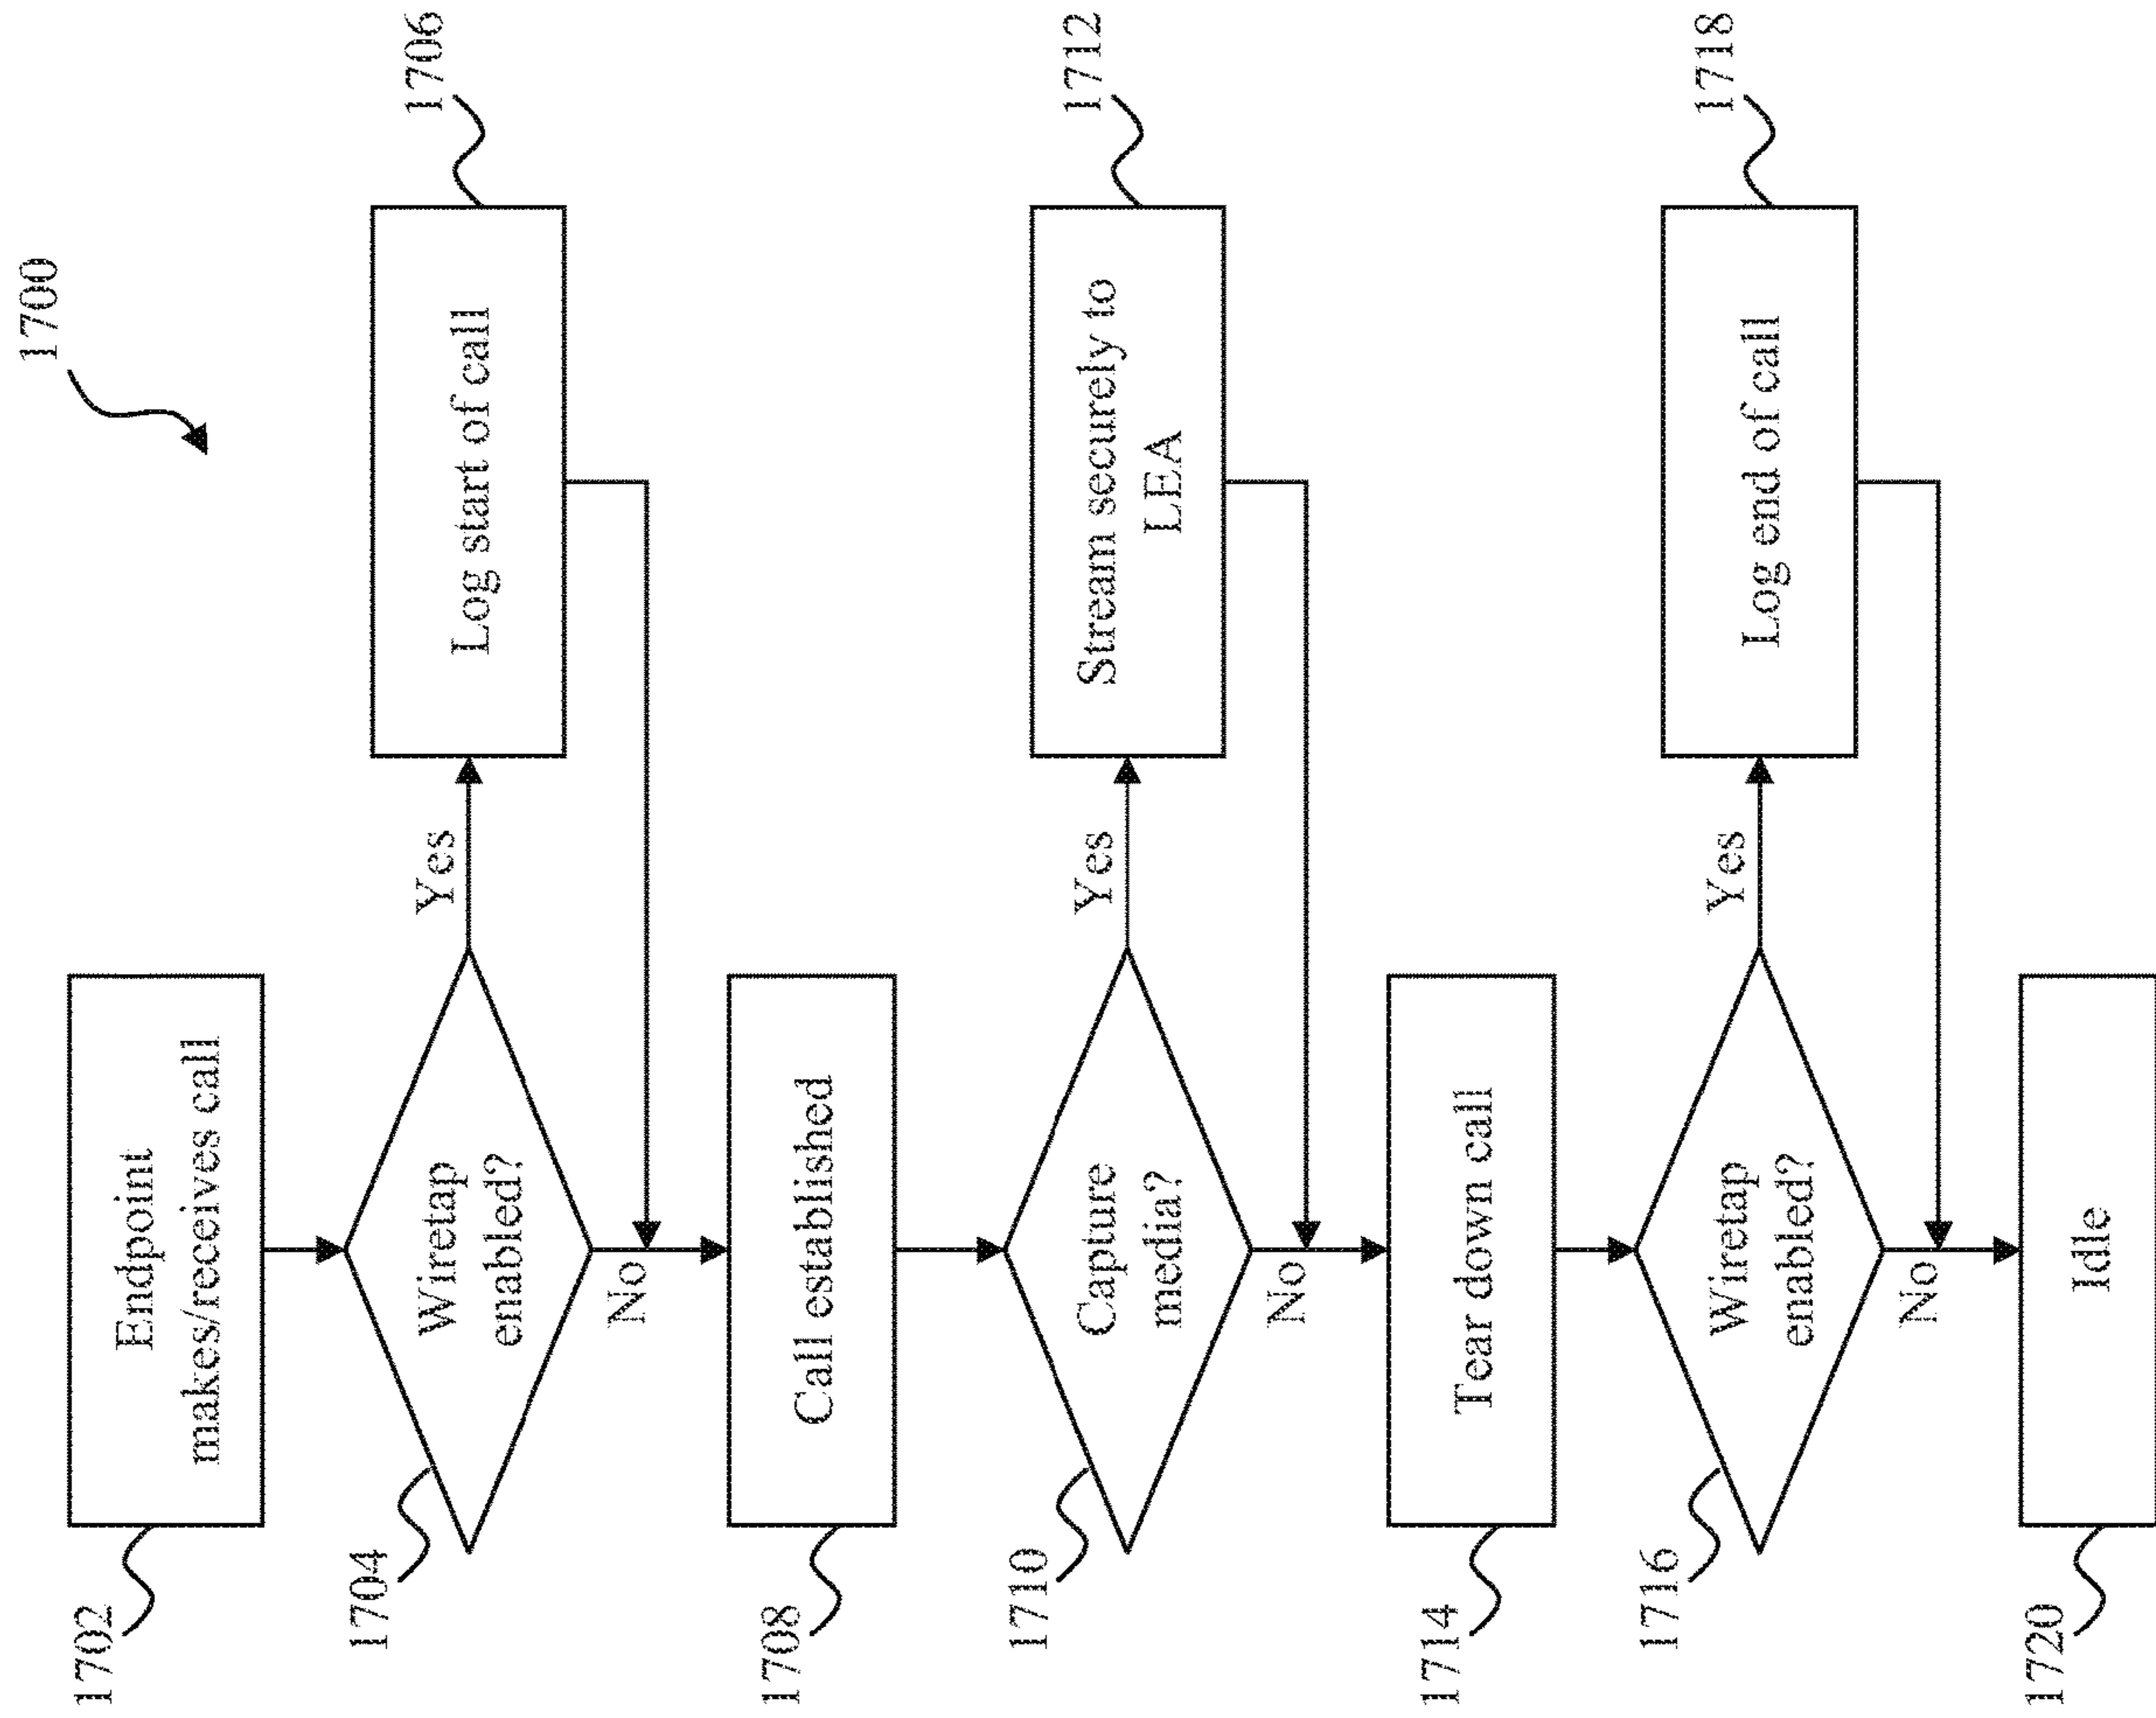 1700
1702
Endpoint
makes/receives call
1704
Wiretap
enabled?
Yes
Log start of call
1706
No
1708
Call established
1710
Capture
media?
Yes
Stream securely to
LEA
1712
No
1714
Tear down call
1716
Wiretap
enabled?
Yes
Log end of call
1718
No
1720
Idle